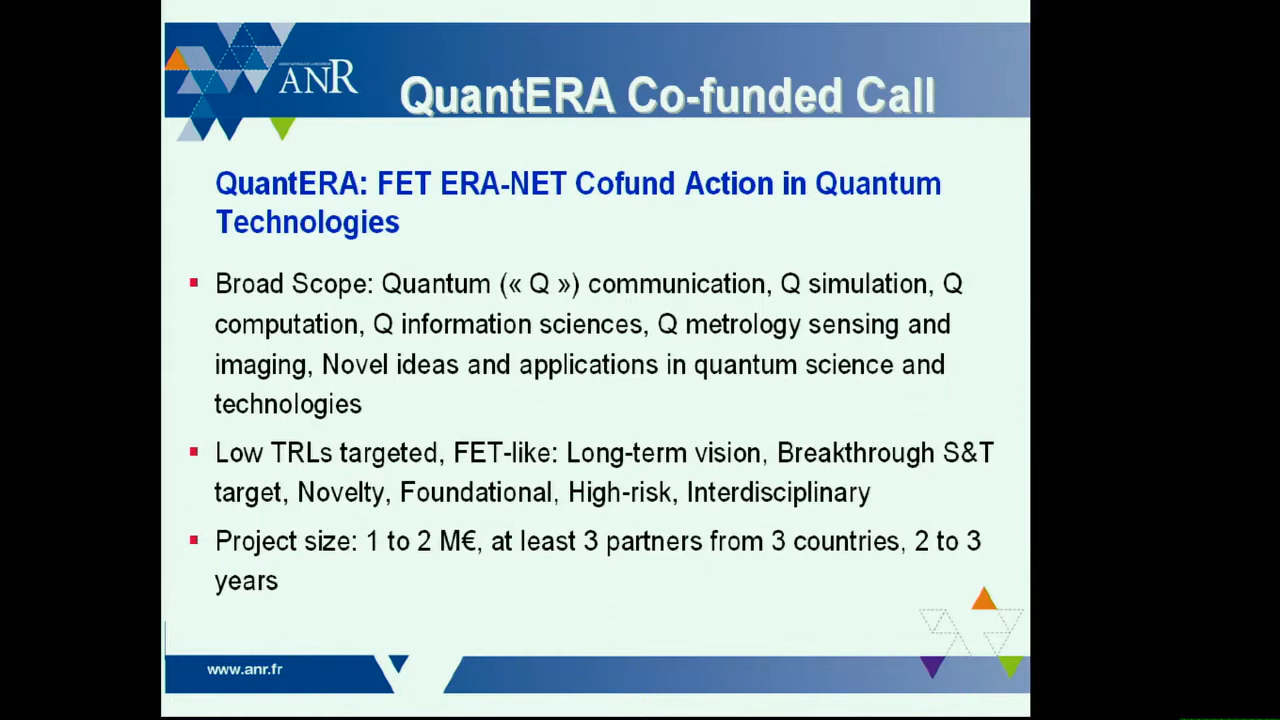 ANR
QuantERA Co-funded Call
QuantERA: FET ERA-NET Cofund Action in Quantum
Technologies
Broad Scope: Quantum (« Q ») communication, Q simulation, Q
computation, Q information sciences, Q metrology sensing and
imaging, Novel ideas and applications in quantum science and
technologies
Low TRLs targeted, FET-like: Long-term vision, Breakthrough S&T
target, Novelty, Foundational, High-risk, Interdisciplinary
Project size: 1 to 2 M€, at least 3 partners from 3 countries, 2 to 3
years
www.anr.fr